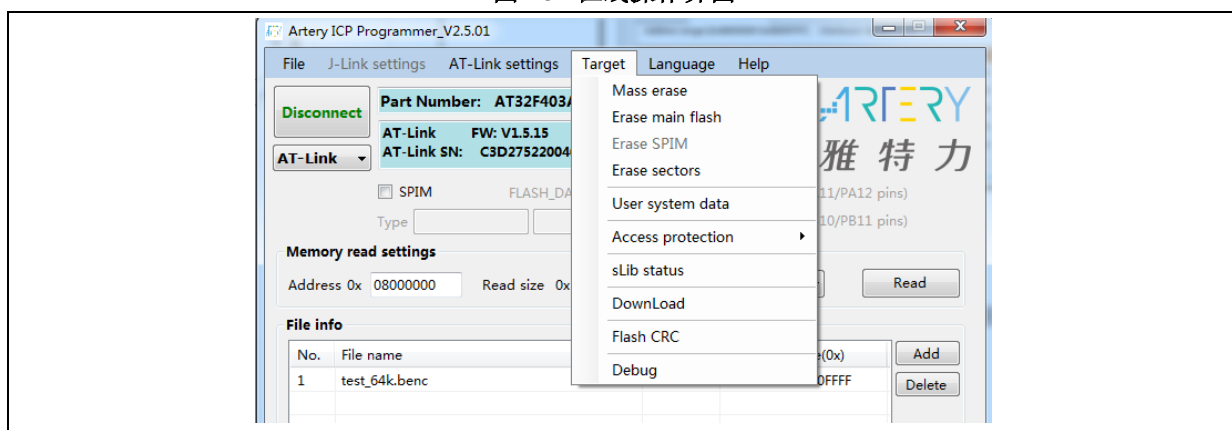 Artery ICP Programmer_V2.5.01
File J-Link settings AT-Link settings Target Language Help
Mass erase
Erase main flash
Erase SPIM
Erase sectors
User system data
Access protection
sLib status
DownLoad
Flash CRC
Debug
Disconnect
Part Number: AT32F403A
AT-Link FW: V1.5.15
AT-Link AT-Link SN: C3D27522004
ARTERY
雅特力
SPIM FLASH_DA 11/PA12 pins)
Type 10/PB11 pins)
Memory read settings
Address 0x 08000000 Read size 0x Read
File info
No. File name e(0x) Add
1 test_64k.benc 0FFFF Delete